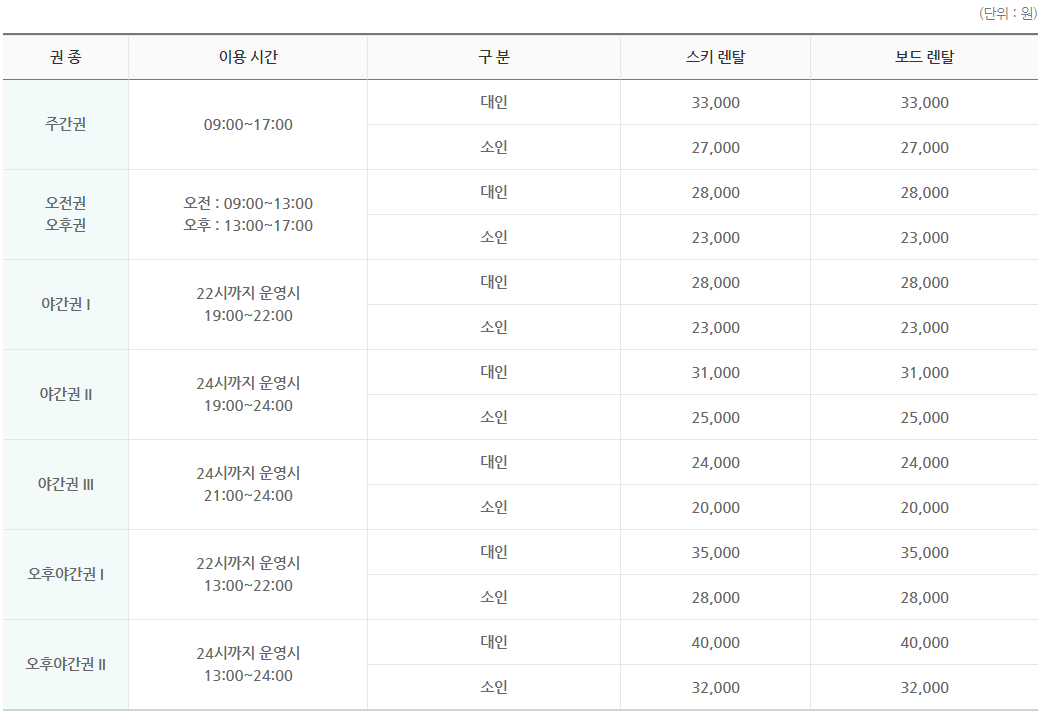 (단위 : 원)
권 종 이용 시간 구 분 스키 렌탈 보드 렌탈
주간권 09:00~17:00 대인 33,000 33,000
소인 27,000 27,000
오전권
오후권
오전 : 09:00~13:00
오후 : 13:00~17:00
대인 28,000 28,000
소인 23,000 23,000
야간권 I
22시까지 운영시
19:00~22:00
대인 28,000 28,000
소인 23,000 23,000
야간권 II
24시까지 운영시
19:00~24:00
대인 31,000 31,000
소인 25,000 25,000
야간권 III
24시까지 운영시
21:00~24:00
대인 24,000 24,000
소인 20,000 20,000
오후야간권 I
22시까지 운영시
13:00~22:00
대인 35,000 35,000
소인 28,000 28,000
오후야간권 II
24시까지 운영시
13:00~24:00
대인 40,000 40,000
소인 32,000 32,000